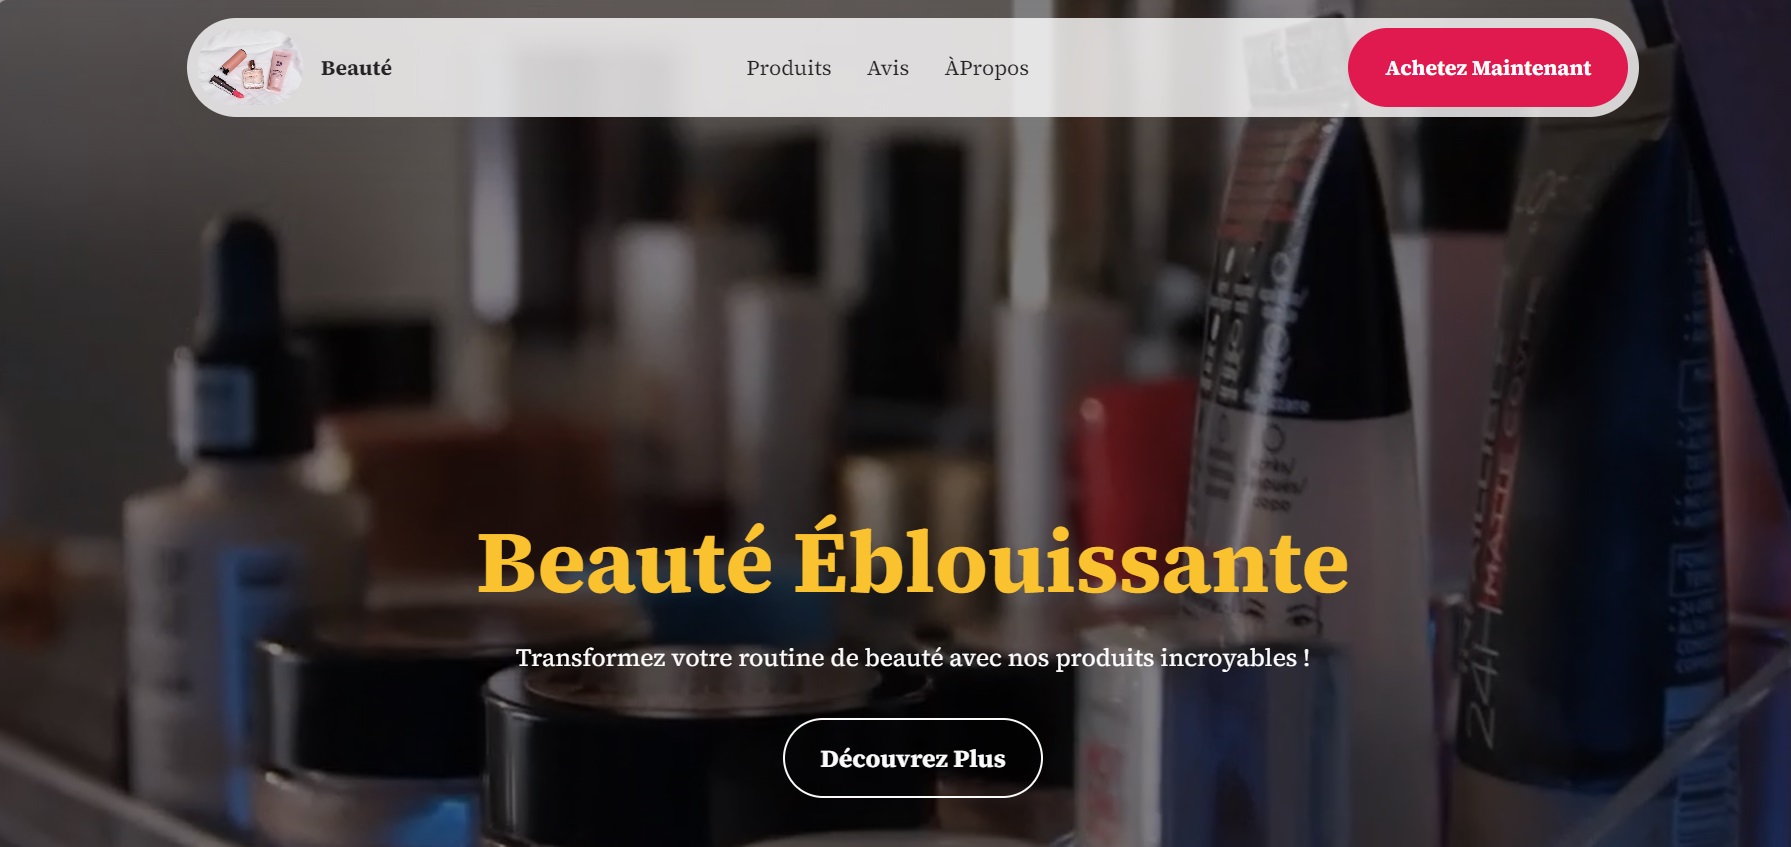 Beauté
Produits
Avis
ÀPropos
Achetez Maintenant
Beauté Éblouissante
Transformez votre routine de beauté avec nos produits incroyables !
Découvrez Plus
24H